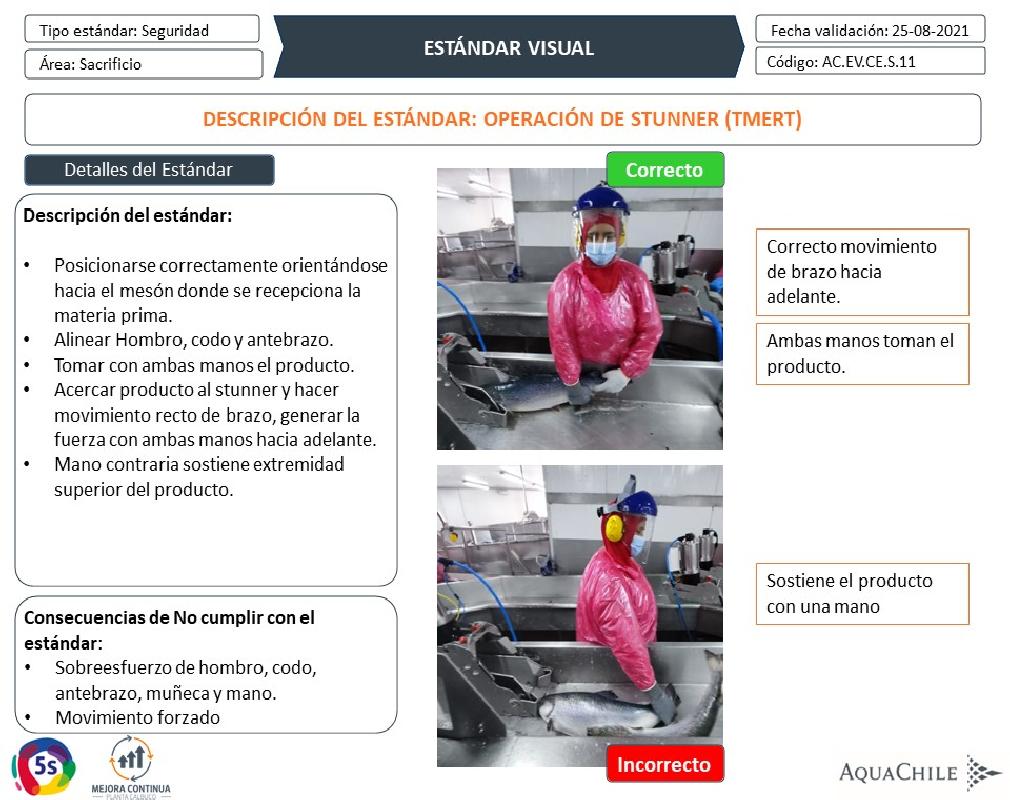 Tipo estándar: Seguridad
Área: Sacrificio
ESTÁNDAR VISUAL
Fecha validación: 25-08-2021
Código: AC.EV.CE.S.11
DESCRIPCIÓN DEL ESTÁNDAR: OPERACIÓN DE STUNNER (TMERT)
Detalles del Estándar
Descripción del estándar:
• Posicionarse correctamente orientándose
hacia el mesón donde se recepciona la
materia prima.
• Alinear Hombro, codo y antebrazo.
• Tomar con ambas manos el producto.
• Acercar producto al stunner y hacer
movimiento recto de brazo, generar la
fuerza con ambas manos hacia adelante.
• Mano contraria sostiene extremidad
superior del producto.
Consecuencias de No cumplir con el
estándar:
• Sobreesfuerzo de hombro, codo,
antebrazo, muñeca y mano.
• Movimiento forzado
Correcto
Correcto movimiento
de brazo hacia
adelante.
Ambas manos toman el
producto.
Sostiene el producto
con una mano
Incorrecto
5s
MEJORA CONTINUA
PLANTA CALBUCO
AQUACHILE